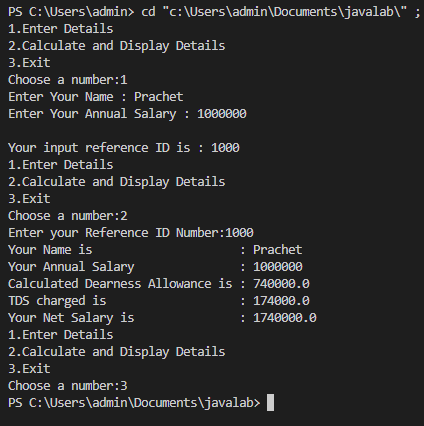 PS C:\Users\admin> cd "c:\Users\admin\Documents\javalab\" ;
1.Enter Details
2.Calculate and Display Details
3.Exit
Choose a number:1
Enter Your Name : Prachet
Enter Your Annual Salary : 1000000
Your input reference ID is : 1000
1.Enter Details
2.Calculate and Display Details
3.Exit
Choose a number:2
Enter your Reference ID Number:1000
Your Name is                      : Prachet
Your Annual Salary                : 1000000
Calculated Dearness Allowance is : 740000.0
TDS charged is                    : 174000.0
Your Net Salary is                : 1740000.0
1.Enter Details
2.Calculate and Display Details
3.Exit
Choose a number:3
PS C:\Users\admin\Documents\javalab>